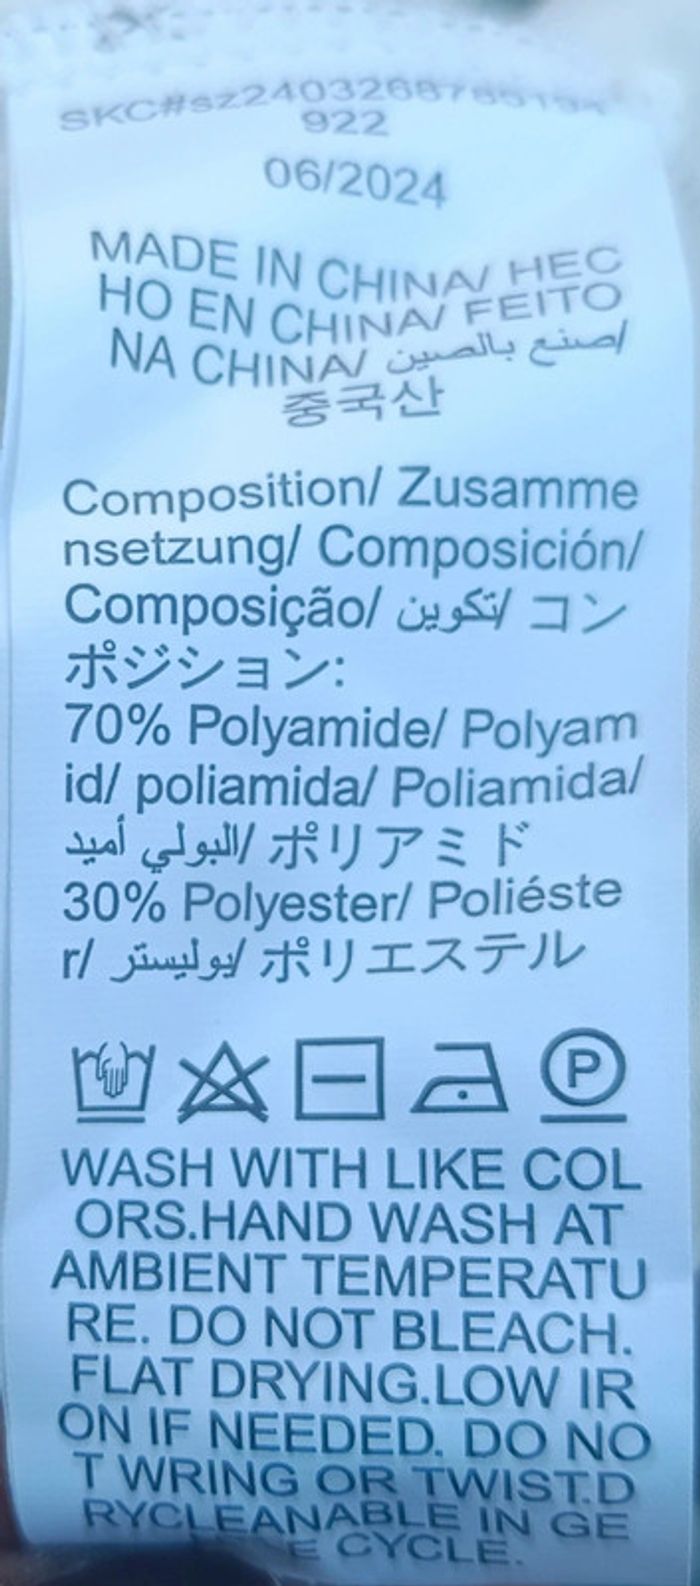 922
06/2024
MADE IN CHINA/ HEC
HO EN CHINA/ FEITO
NA CHINA/ صنع بالصين/
중국산
Composition/ Zusamme
nsetzung/ Composición/
Composição/ تكوين/ コン
ポジション:
70% Polyamide/ Polyam
id/ poliamida/ Poliamida/
البولي أميد/ ポリアミド
30% Polyester/ Poliéste
r/ بوليستر/ ポリエステル
P
WASH WITH LIKE COL
ORS.HAND WASH AT
AMBIENT TEMPERATU
RE. DO NOT BLEACH.
FLAT DRYING.LOW IR
ON IF NEEDED. DO NO
T WRING OR TWIST.D
RYCLEANABLE IN GE
E CYCLE.